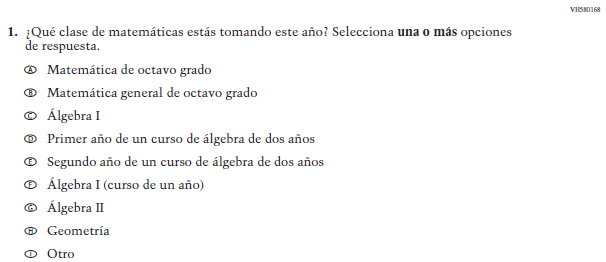 VH580168
1. ¿Qué clase de matemáticas estás tomando este año? Selecciona una o más opciones
de respuesta.
Ⓐ Matemática de octavo grado
Ⓑ Matemática general de octavo grado
Ⓒ Álgebra I
Ⓓ Primer año de un curso de álgebra de dos años
Ⓔ Segundo año de un curso de álgebra de dos años
Ⓕ Álgebra I (curso de un año)
Ⓖ Álgebra II
Ⓗ Geometría
Ⓘ Otro